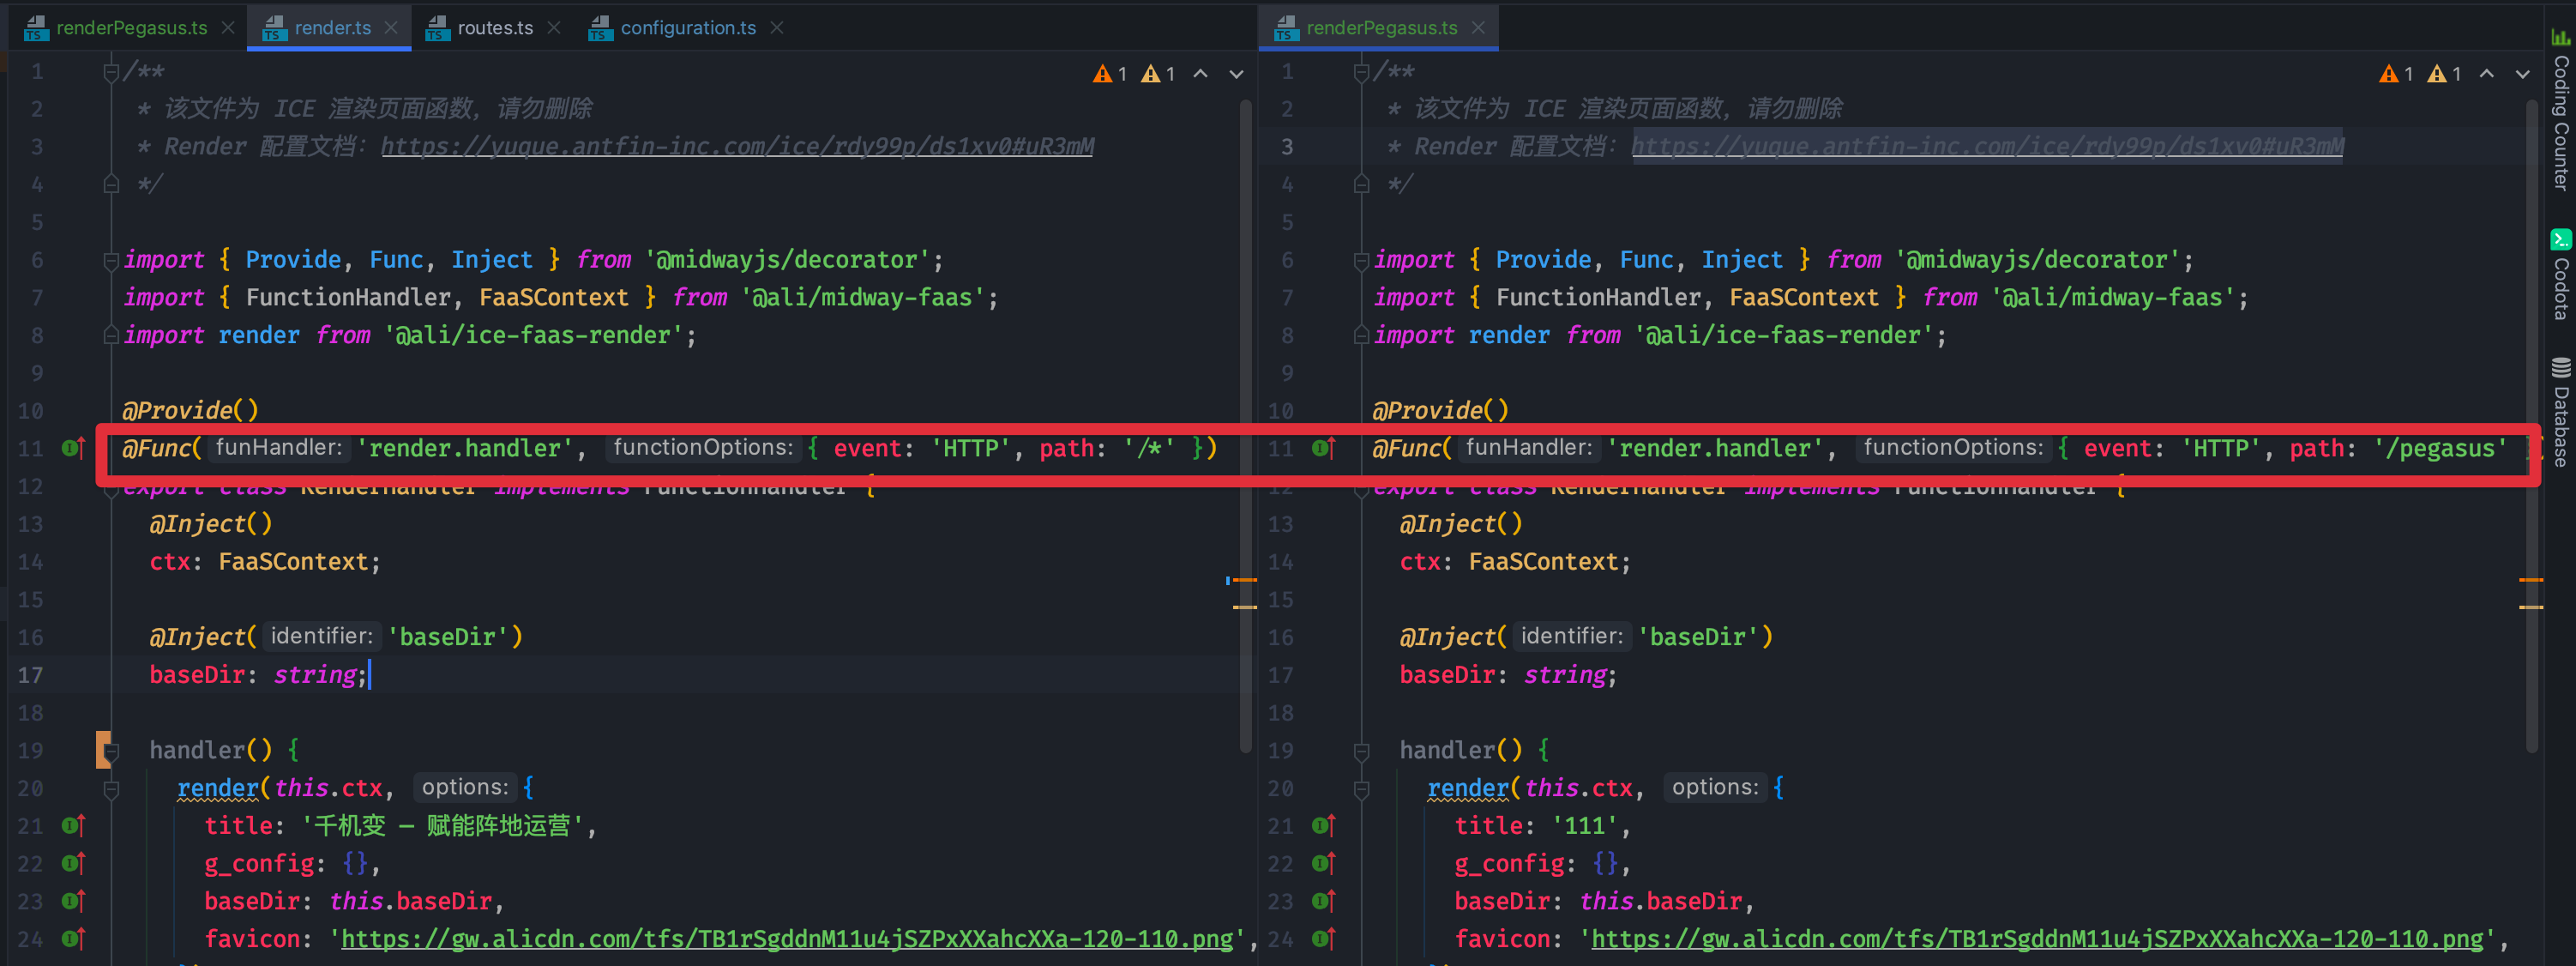 renderPegasus.ts render.ts routes.ts configuration.ts
1 /**
2 * 该文件为 ICE 渲染页面函数，请勿删除
3 * Render 配置文档：https://yuque.antfin-inc.com/ice/rdy99p/ds1xv0#uR3mM
4 */
5
6 import { Provide, Func, Inject } from '@midwayjs/decorator';
7 import { FunctionHandler, FaaSContext } from '@ali/midway-faas';
8 import render from '@ali/ice-faas-render';
9
10 @Provide()
11 @Func( funHandler: 'render.handler', functionOptions: { event: 'HTTP', path: '/*' })
12 export class RenderHandler implements FunctionHandler {
13 @Inject()
14 ctx: FaaSContext;
15
16 @Inject( identifier: 'baseDir')
17 baseDir: string;
18
19 handler() {
20 render(this.ctx, options: {
21 title: '千机变 — 赋能阵地运营',
22 g_config: {},
23 baseDir: this.baseDir,
24 favicon: 'https://gw.alicdn.com/tfs/TB1rSgddnM11u4jSZPxXXahcXXa-120-110.png',
1 1
renderPegasus.ts
1 /**
2 * 该文件为 ICE 渲染页面函数，请勿删除
3 * Render 配置文档：https://yuque.antfin-inc.com/ice/rdy99p/ds1xv0#uR3mM
4 */
5
6 import { Provide, Func, Inject } from '@midwayjs/decorator';
7 import { FunctionHandler, FaaSContext } from '@ali/midway-faas';
8 import render from '@ali/ice-faas-render';
9
10 @Provide()
11 @Func( funHandler: 'render.handler', functionOptions: { event: 'HTTP', path: '/pegasus'
12 export class RenderHandler implements FunctionHandler {
13 @Inject()
14 ctx: FaaSContext;
15
16 @Inject( identifier: 'baseDir')
17 baseDir: string;
18
19 handler() {
20 render(this.ctx, options: {
21 title: '111',
22 g_config: {},
23 baseDir: this.baseDir,
24 favicon: 'https://gw.alicdn.com/tfs/TB1rSgddnM11u4jSZPxXXahcXXa-120-110.png',
1 1
Coding Counter
Codota
Database